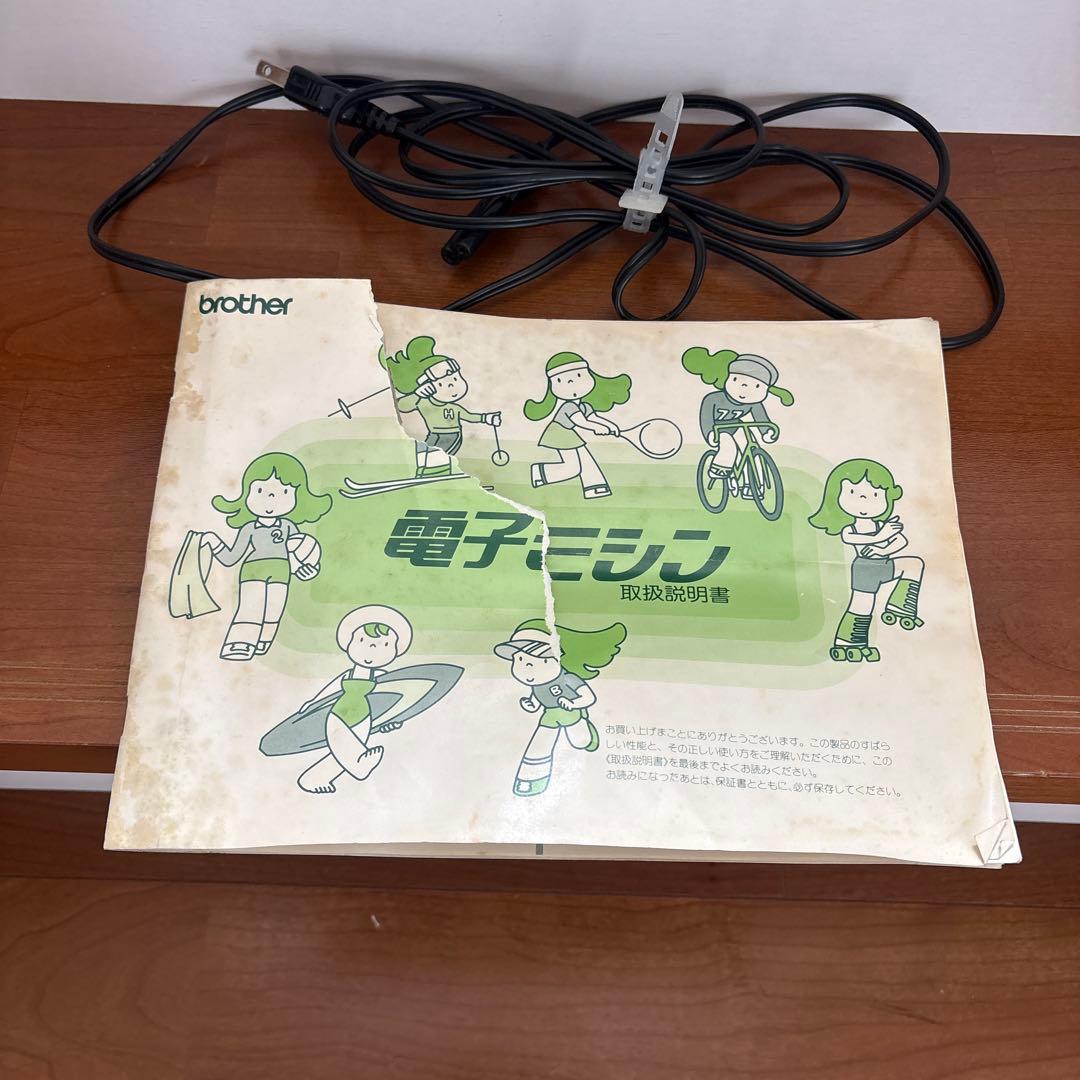 brother
H
77
2
電子ミシン
取扱説明書
B
お買い上げまことにありがとうございます。この製品のすばら
しい性能と、その正しい使い方をご理解いただくために、この
《取扱説明書》を最後までよくお読みください。
お読みになったあとは、保証書とともに、必ず保存してください。